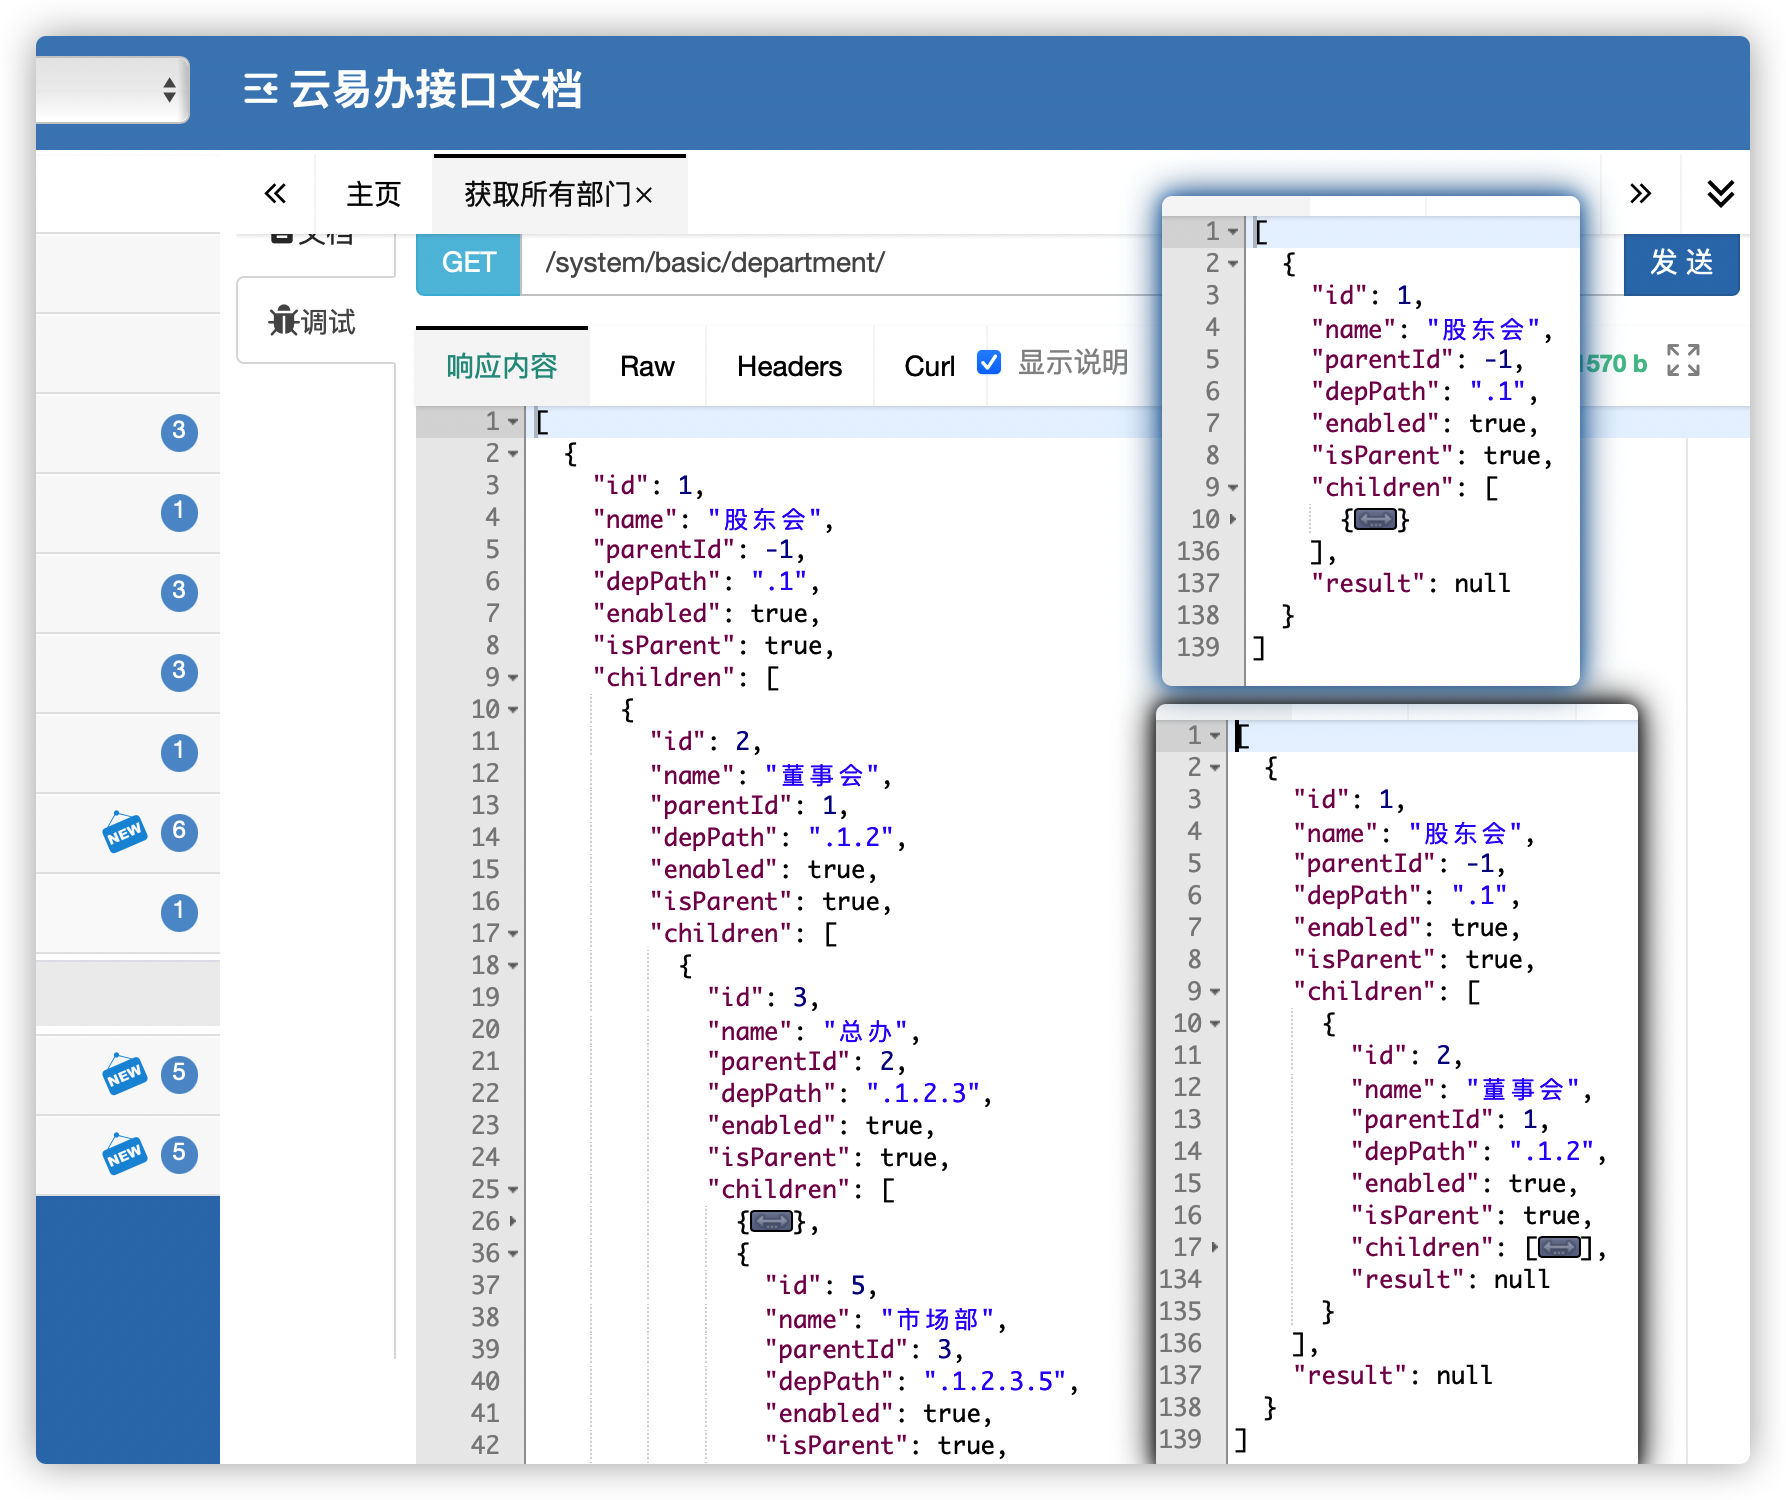 云易办接口文档
主页
获取所有部门×
文档
调试
GET
/system/basic/department/
发 送
响应内容
Raw
Headers
Curl
显示说明
1570 b
3
1
3
3
1
NEW 6
1
NEW 5
NEW 5
1 [
2 {
3 "id": 1,
4 "name": "股东会",
5 "parentId": -1,
6 "depPath": ".1",
7 "enabled": true,
8 "isParent": true,
9 "children": [
10 {
11 "id": 2,
12 "name": "董事会",
13 "parentId": 1,
14 "depPath": ".1.2",
15 "enabled": true,
16 "isParent": true,
17 "children": [
18 {
19 "id": 3,
20 "name": "总办",
21 "parentId": 2,
22 "depPath": ".1.2.3",
23 "enabled": true,
24 "isParent": true,
25 "children": [
26 {↔},
36 {
37 "id": 5,
38 "name": "市场部",
39 "parentId": 3,
40 "depPath": ".1.2.3.5",
41 "enabled": true,
42 "isParent": true,
1 [
2 {
3 "id": 1,
4 "name": "股东会",
5 "parentId": -1,
6 "depPath": ".1",
7 "enabled": true,
8 "isParent": true,
9 "children": [
10 {↔}
136 ],
137 "result": null
138 }
139 ]
1 [
2 {
3 "id": 1,
4 "name": "股东会",
5 "parentId": -1,
6 "depPath": ".1",
7 "enabled": true,
8 "isParent": true,
9 "children": [
10 {
11 "id": 2,
12 "name": "董事会",
13 "parentId": 1,
14 "depPath": ".1.2",
15 "enabled": true,
16 "isParent": true,
17 "children": [↔],
134 "result": null
135 }
136 ],
137 "result": null
138 }
139 ]